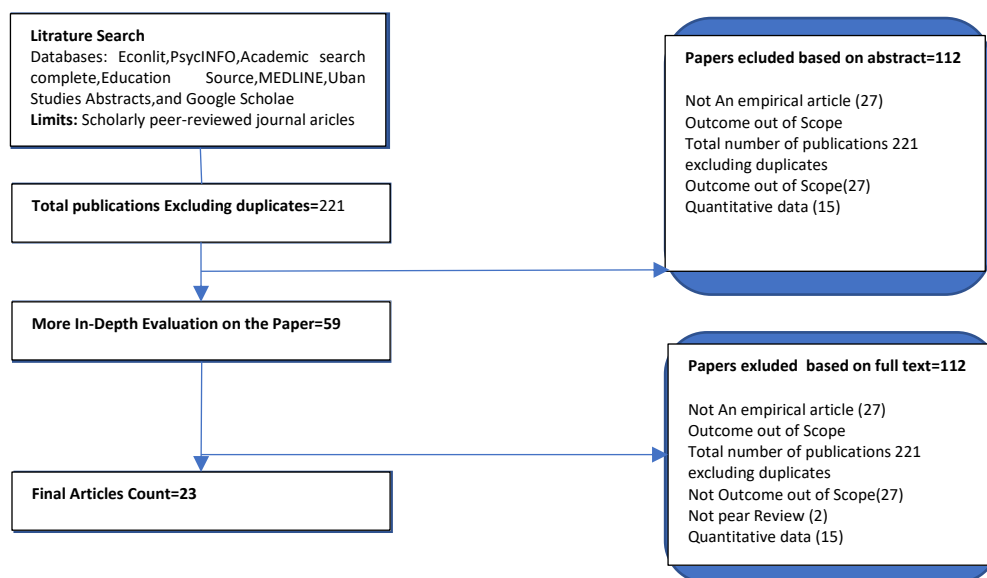 Litrature Search
Databases: Econlit,PsycINFO,Academic search
complete,Education Source,MEDLINE,Uban
Studies Abstracts,and Google Scholae
Limits: Scholarly peer-reviewed journal aricles
Total publications Excluding duplicates=221
More In-Depth Evaluation on the Paper=59
Final Articles Count=23
Papers ecluded based on abstract=112
Not An empirical article (27)
Outcome out of Scope
Total number of publications 221
excluding duplicates
Outcome out of Scope(27)
Quantitative data (15)
Papers exluded based on full text=112
Not An empirical article (27)
Outcome out of Scope
Total number of publications 221
excluding duplicates
Not Outcome out of Scope(27)
Not pear Review (2)
Quantitative data (15)